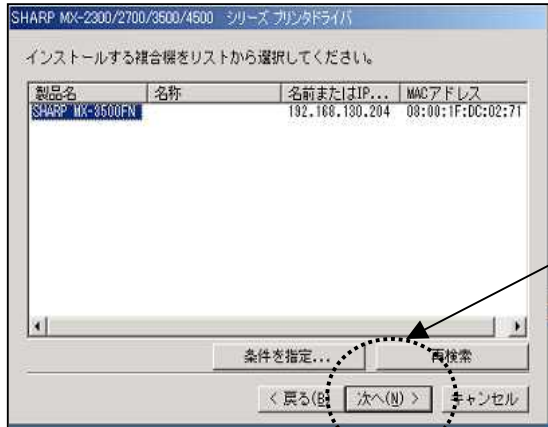 SHARP MX-2300/2700/3500/4500 シリーズ プリンタドライバ
インストールする複合機をリストから選択してください。
製品名 名称 名前またはIP... MACアドレス
SHARP MX-3500FN 192.168.130.204 08:00:1F:DC:02:71
条件を指定... 再検索
< 戻る(B) 次へ(N) > キャンセル